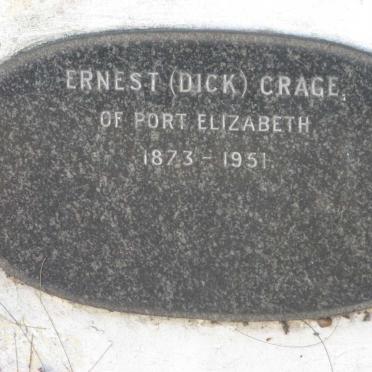 ERNEST (DICK) CRAGE.
OF PORT ELIZABETH
1873 - 1951